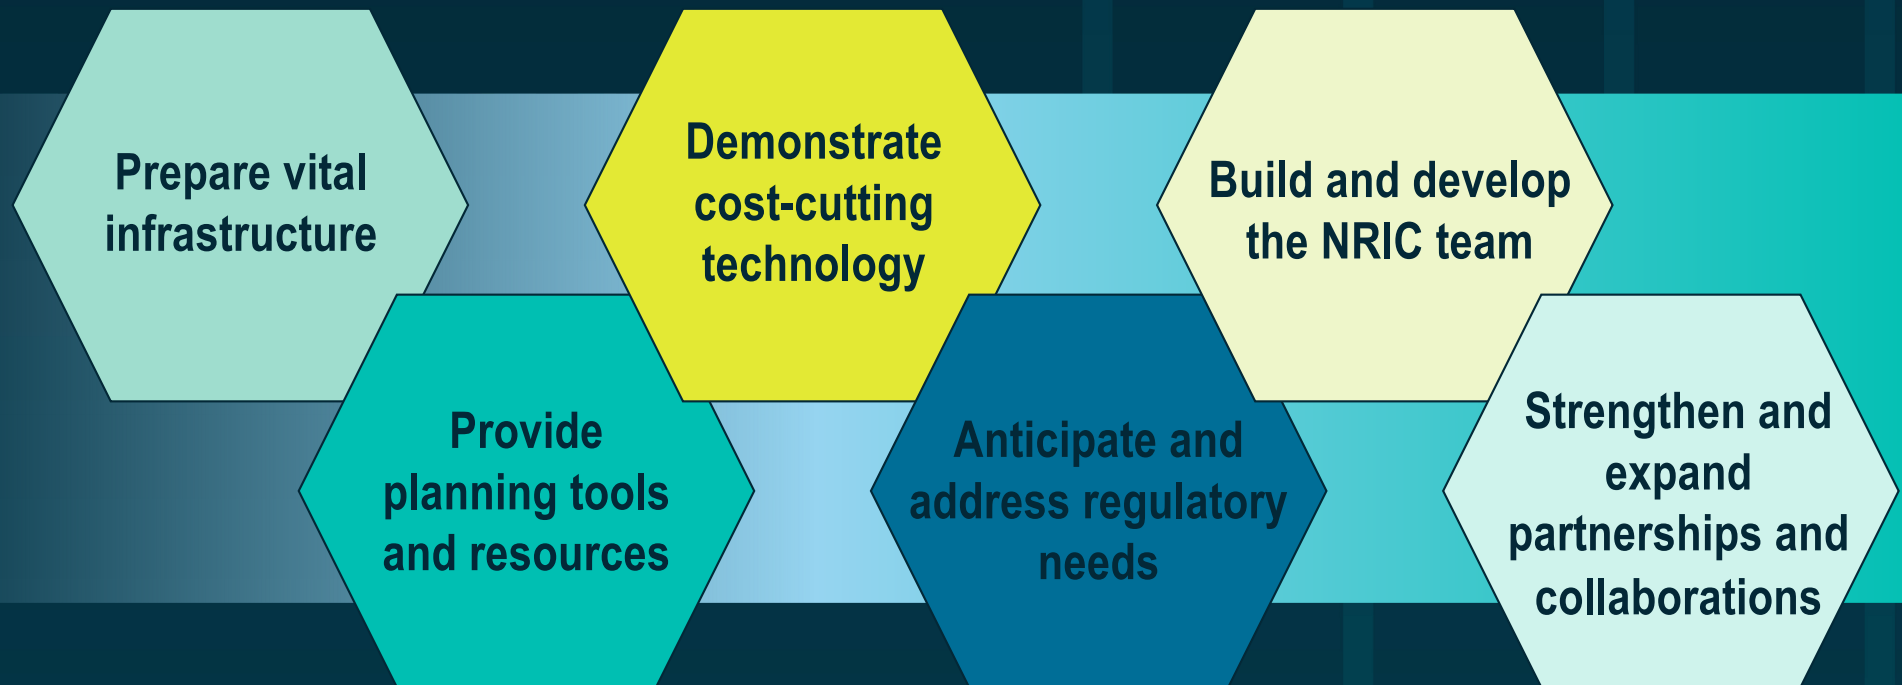 Prepare vital
infrastructure
Provide
planning tools
and resources
Demonstrate
cost-cutting
technology
Anticipate and
address regulatory
needs
Build and develop
the NRIC team
Strengthen and
expand
partnerships and
collaborations